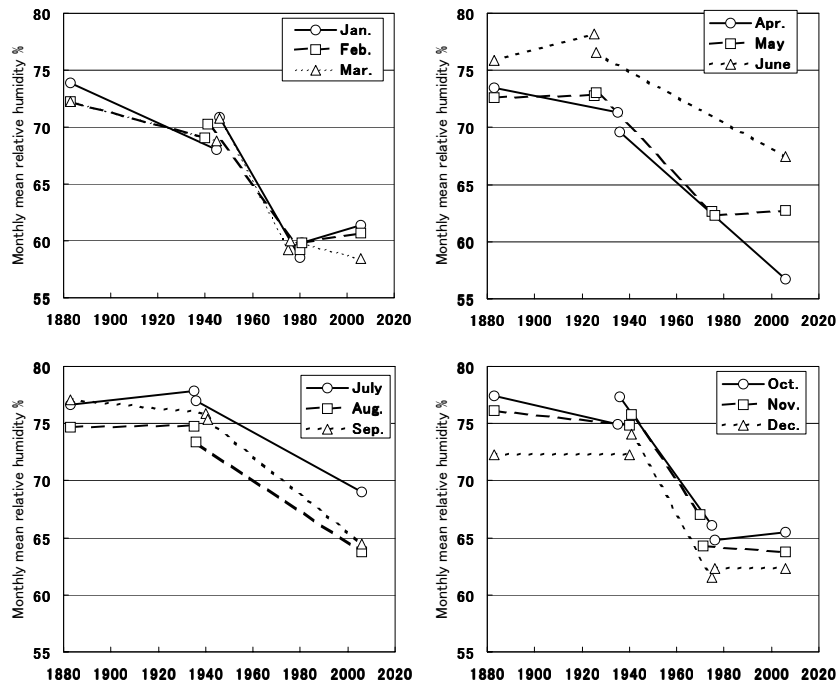 Monthly mean relative humidity %
80
75
70
65
60
55
Jan.
Feb.
Mar.
1880 1900 1920 1940 1960 1980 2000 2020
Monthly mean relative humidity %
80
75
70
65
60
55
Apr.
May
June
1880 1900 1920 1940 1960 1980 2000 2020
Monthly mean relative humidity %
80
75
70
65
60
55
July
Aug.
Sep.
1880 1900 1920 1940 1960 1980 2000 2020
Monthly mean relative humidity %
80
75
70
65
60
55
Oct.
Nov.
Dec.
1880 1900 1920 1940 1960 1980 2000 2020